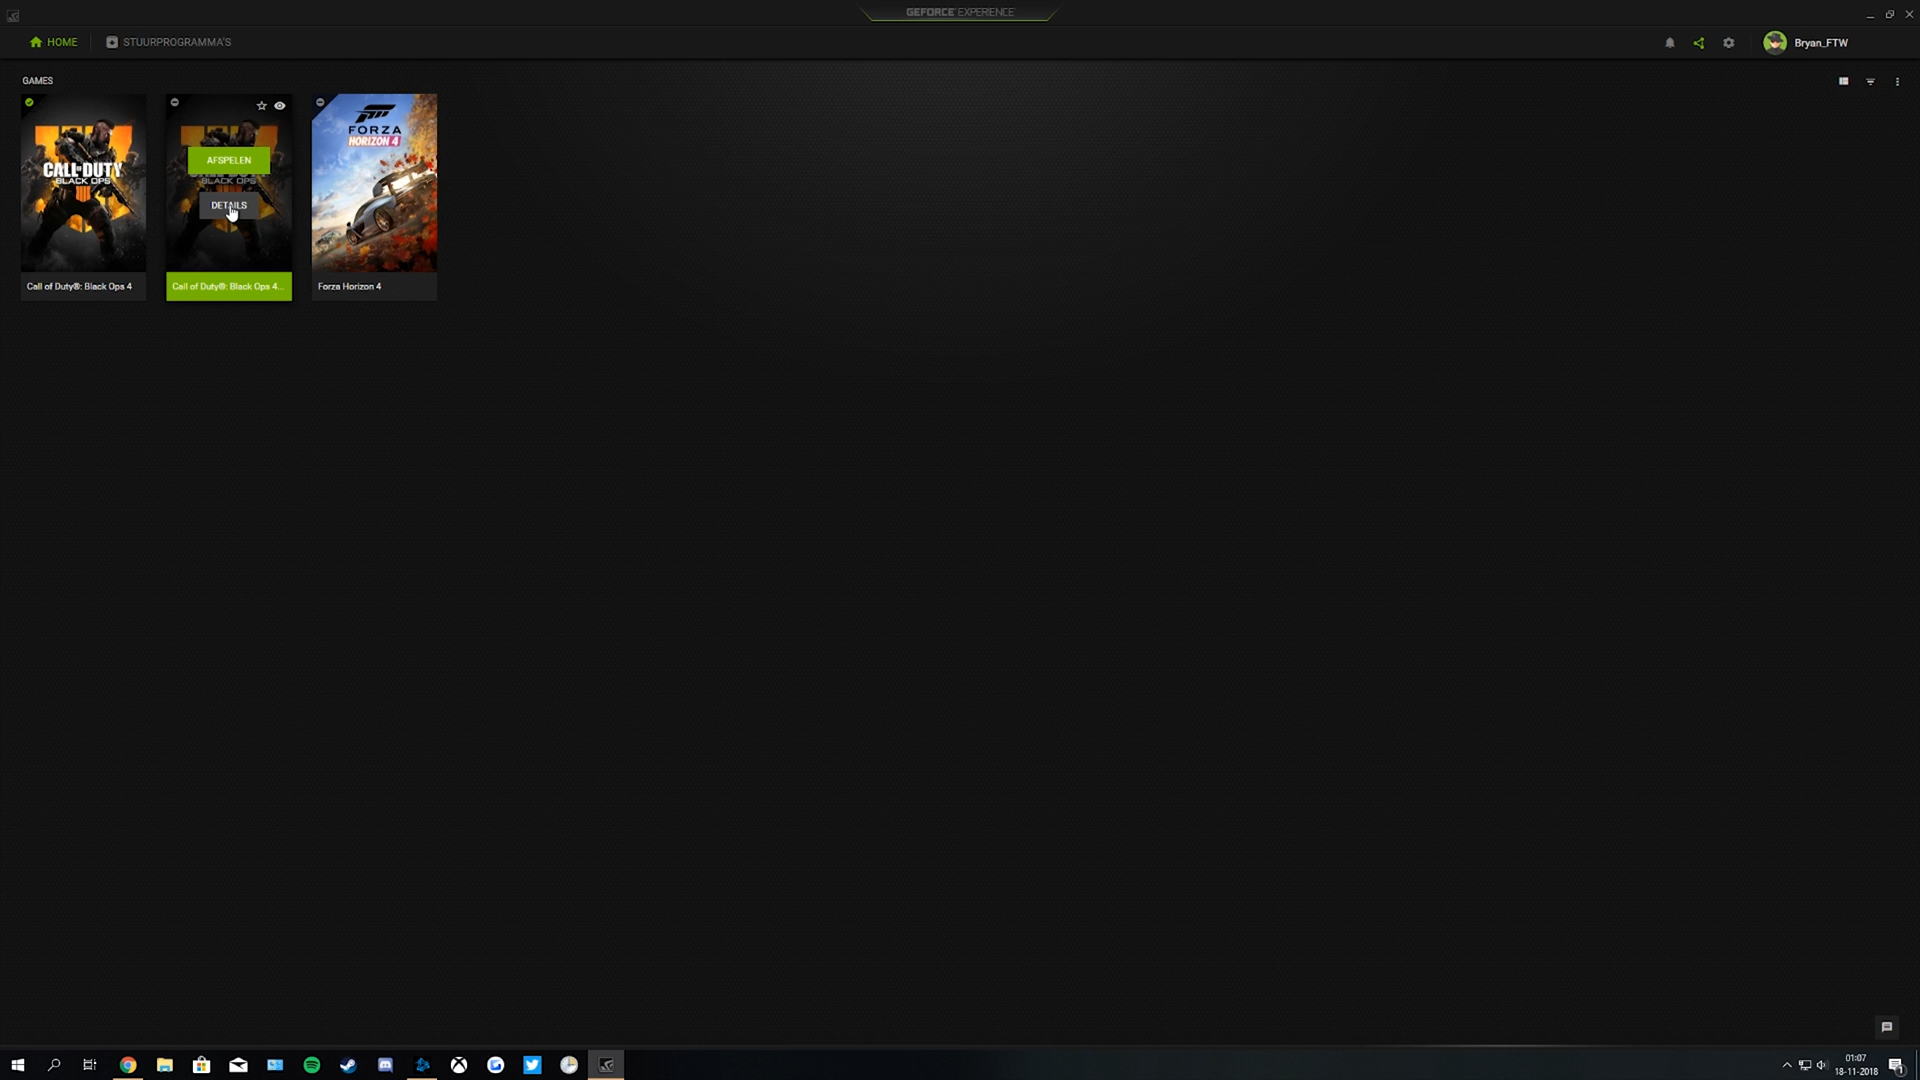 GEFORCE EXPERIENCE
HOME
STUURPROGRAMMA'S
Bryan_FTW
GAMES
CALL OF DUTY
BLACK OPS
AFSPELEN
BLACK OPS
DETAILS
FORZA
HORIZON 4
Call of Duty®: Black Ops 4
Call of Duty®: Black Ops 4...
Forza Horizon 4
01:07
18-11-2018